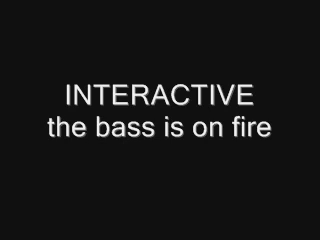 INTERACTIVE
the bass is on fire